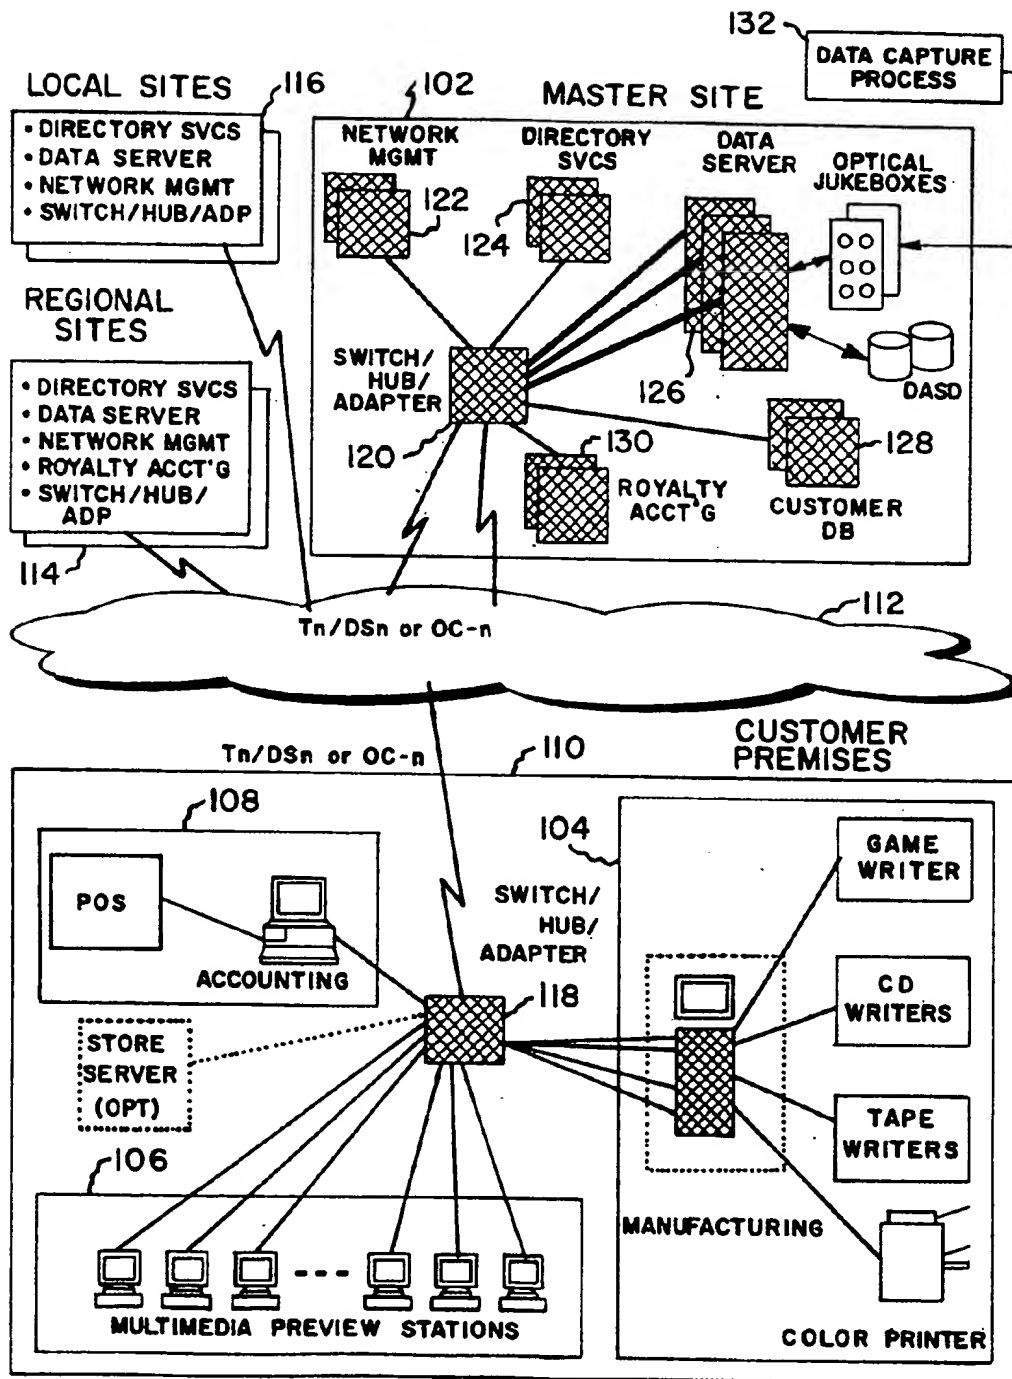 132
DATA CAPTURE
PROCESS
LOCAL SITES
116
• DIRECTORY SVCS
• DATA SERVER
• NETWORK MGMT
• SWITCH/HUB/ADP
102
MASTER SITE
NETWORK
MGMT
122
DIRECTORY
SVCS
124
DATA
SERVER
126
OPTICAL
JUKEBOXES
DASD
SWITCH/
HUB/
ADAPTER
120
130
ROYALTY
ACCT'G
128
CUSTOMER
DB
REGIONAL
SITES
• DIRECTORY SVCS
• DATA SERVER
• NETWORK MGMT
• ROYALTY ACCT'G
• SWITCH/HUB/
ADP
114
112
Tn/DSn or OC-n
Tn/DSn or OC-n
110
CUSTOMER
PREMISES
108
POS
ACCOUNTING
SWITCH/
HUB/
ADAPTER
118
STORE
SERVER
(OPT)
106
MULTIMEDIA PREVIEW STATIONS
104
GAME
WRITER
CD
WRITERS
TAPE
WRITERS
MANUFACTURING
COLOR PRINTER